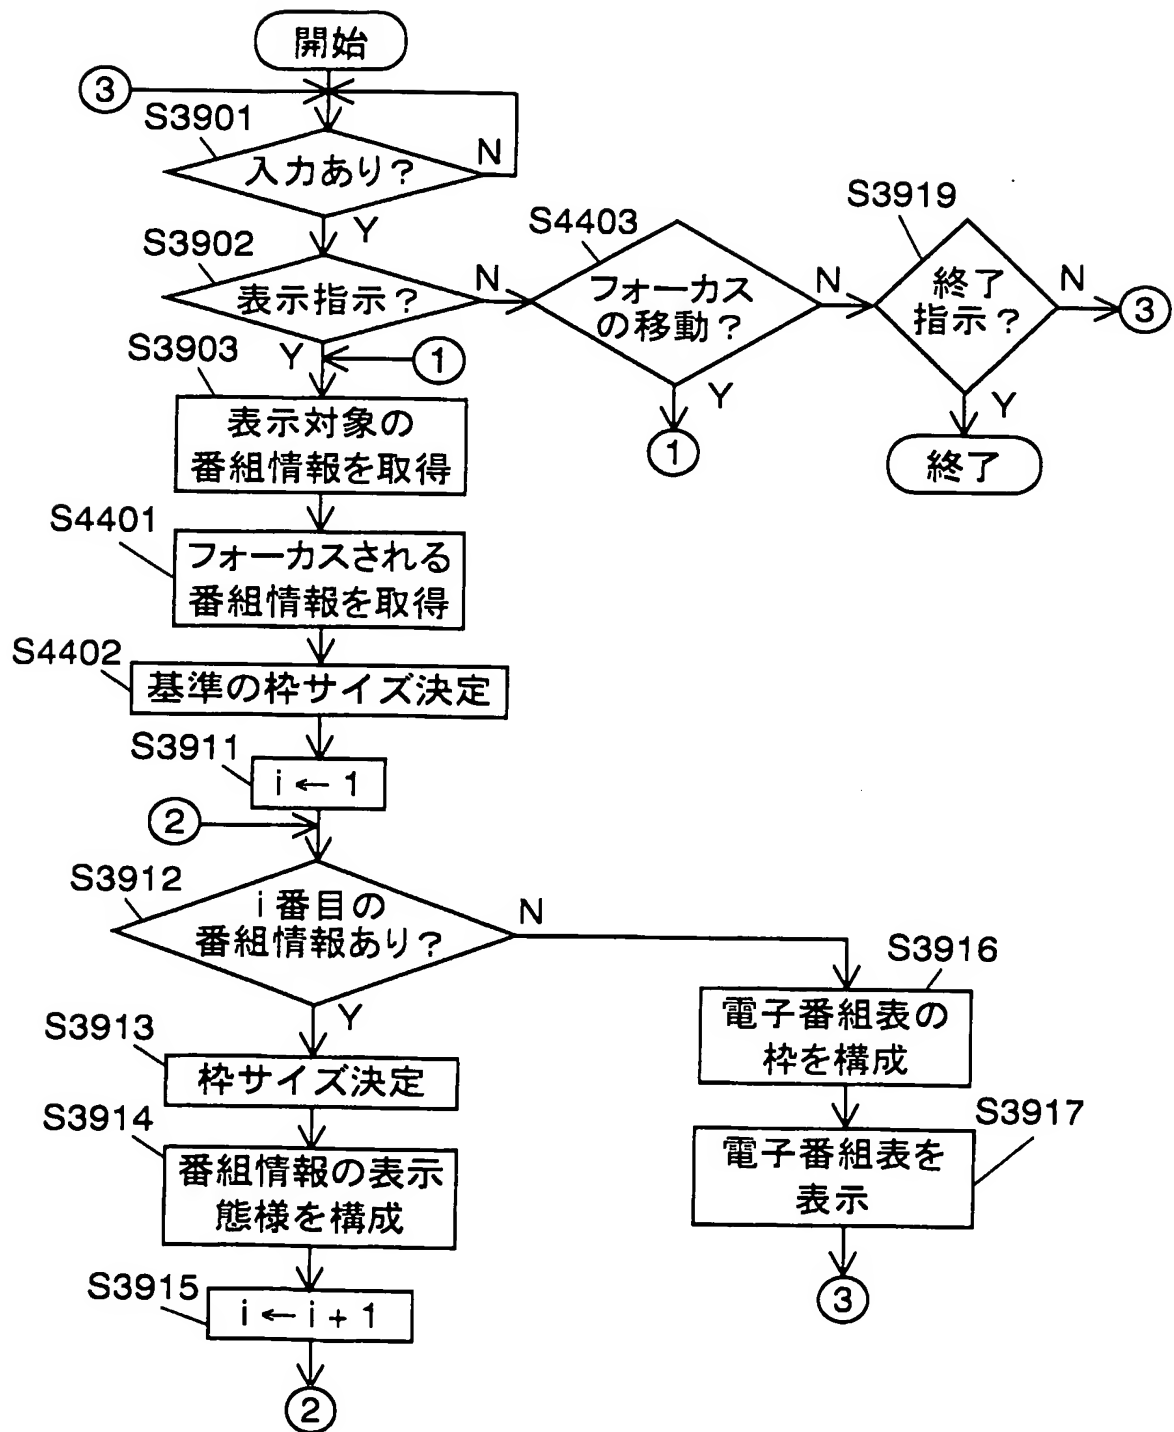 開始
3
S3901
入力あり?
N
Y
S3902
表示指示?
N
Y
S4403
フォーカス
の移動?
N
Y
1
S3919
終了
指示?
N
3
Y
終了
1
S3903
表示対象の
番組情報を取得
S4401
フォーカスされる
番組情報を取得
S4402
基準の枠サイズ決定
S3911
i ← 1
2
S3912
i 番目の
番組情報あり?
N
Y
S3913
枠サイズ決定
S3914
番組情報の表示
態様を構成
S3915
i ← i + 1
2
S3916
電子番組表の
枠を構成
S3917
電子番組表を
表示
3